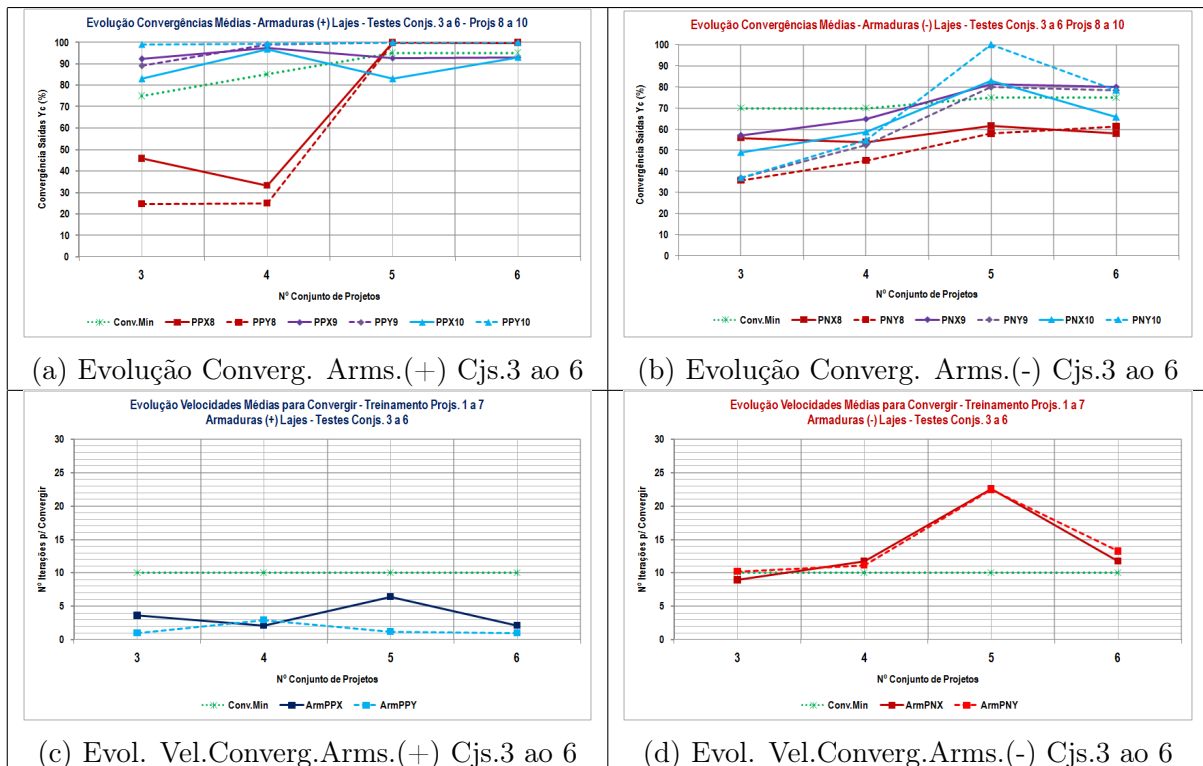 Evolução Convergências Médias - Armaduras (+) Lajes - Testes Conjs. 3 a 6 - Projs 8 a 10
Convergência Saídas Yc (%)
100
90
80
70
60
50
40
30
20
10
0
3 4 5 6
Nº Conjunto de Projetos
Conv.Min PPX8 PPY8 PPX9 PPY9 PPX10 PPY10
(a) Evolução Converg. Arms.(+) Cjs.3 ao 6
Evolução Convergências Médias - Armaduras (-) Lajes - Testes Conjs. 3 a 6 Projs 8 a 10
Convergência Saídas Yc (%)
100
90
80
70
60
50
40
30
20
10
0
3 4 5 6
Nº Conjunto de Projetos
Conv.Min PNX8 PNY8 PNX9 PNY9 PNX10 PNY10
(b) Evolução Converg. Arms.(-) Cjs.3 ao 6
Evolução Velocidades Médias para Convergir - Treinamento Projs. 1 a 7
Armaduras (+) Lajes - Testes Conjs. 3 a 6
Nº Iterações p/ Convergir
30
25
20
15
10
5
0
3 4 5 6
Nº Conjunto de Projetos
Conv.Min ArmPPX ArmPPY
(c) Evol. Vel.Converg.Arms.(+) Cjs.3 ao 6
Evolução Velocidades Médias para Convergir - Treinamento Projs. 1 a 7
Armaduras (-) Lajes - Testes Conjs. 3 a 6
Nº Iterações p/ Convergir
30
25
20
15
10
5
0
3 4 5 6
Nº Conjunto de Projetos
Conv.Min ArmPNX ArmPNY
(d) Evol. Vel.Converg.Arms.(-) Cjs.3 ao 6